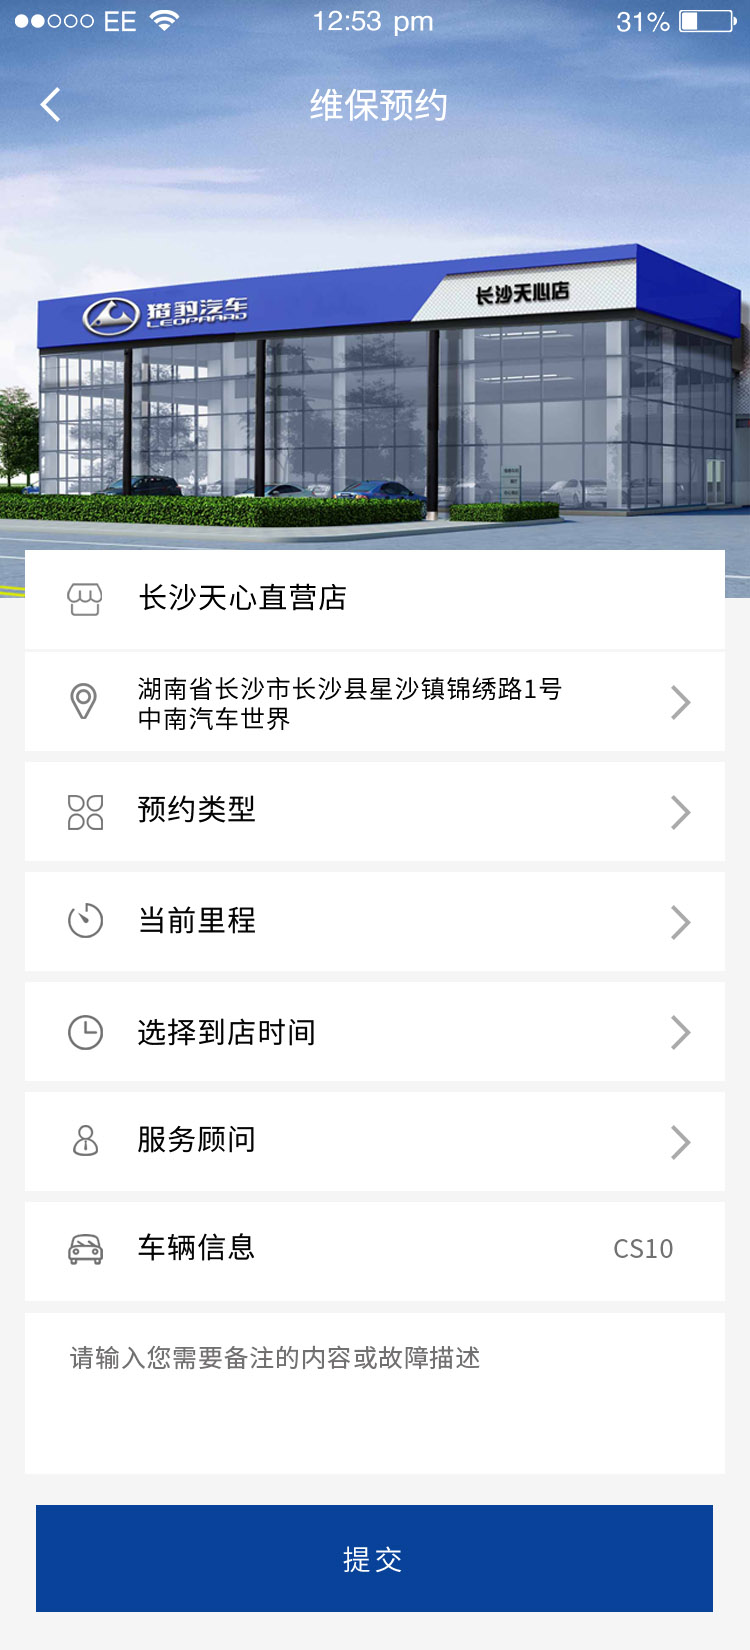 EE 12:53 pm 31%
维保预约
猎豹汽车
LEOPAARD
长沙天心店
长沙天心直营店
湖南省长沙市长沙县星沙镇锦绣路1号
中南汽车世界
预约类型
当前里程
选择到店时间
服务顾问
车辆信息 CS10
请输入您需要备注的内容或故障描述
提交